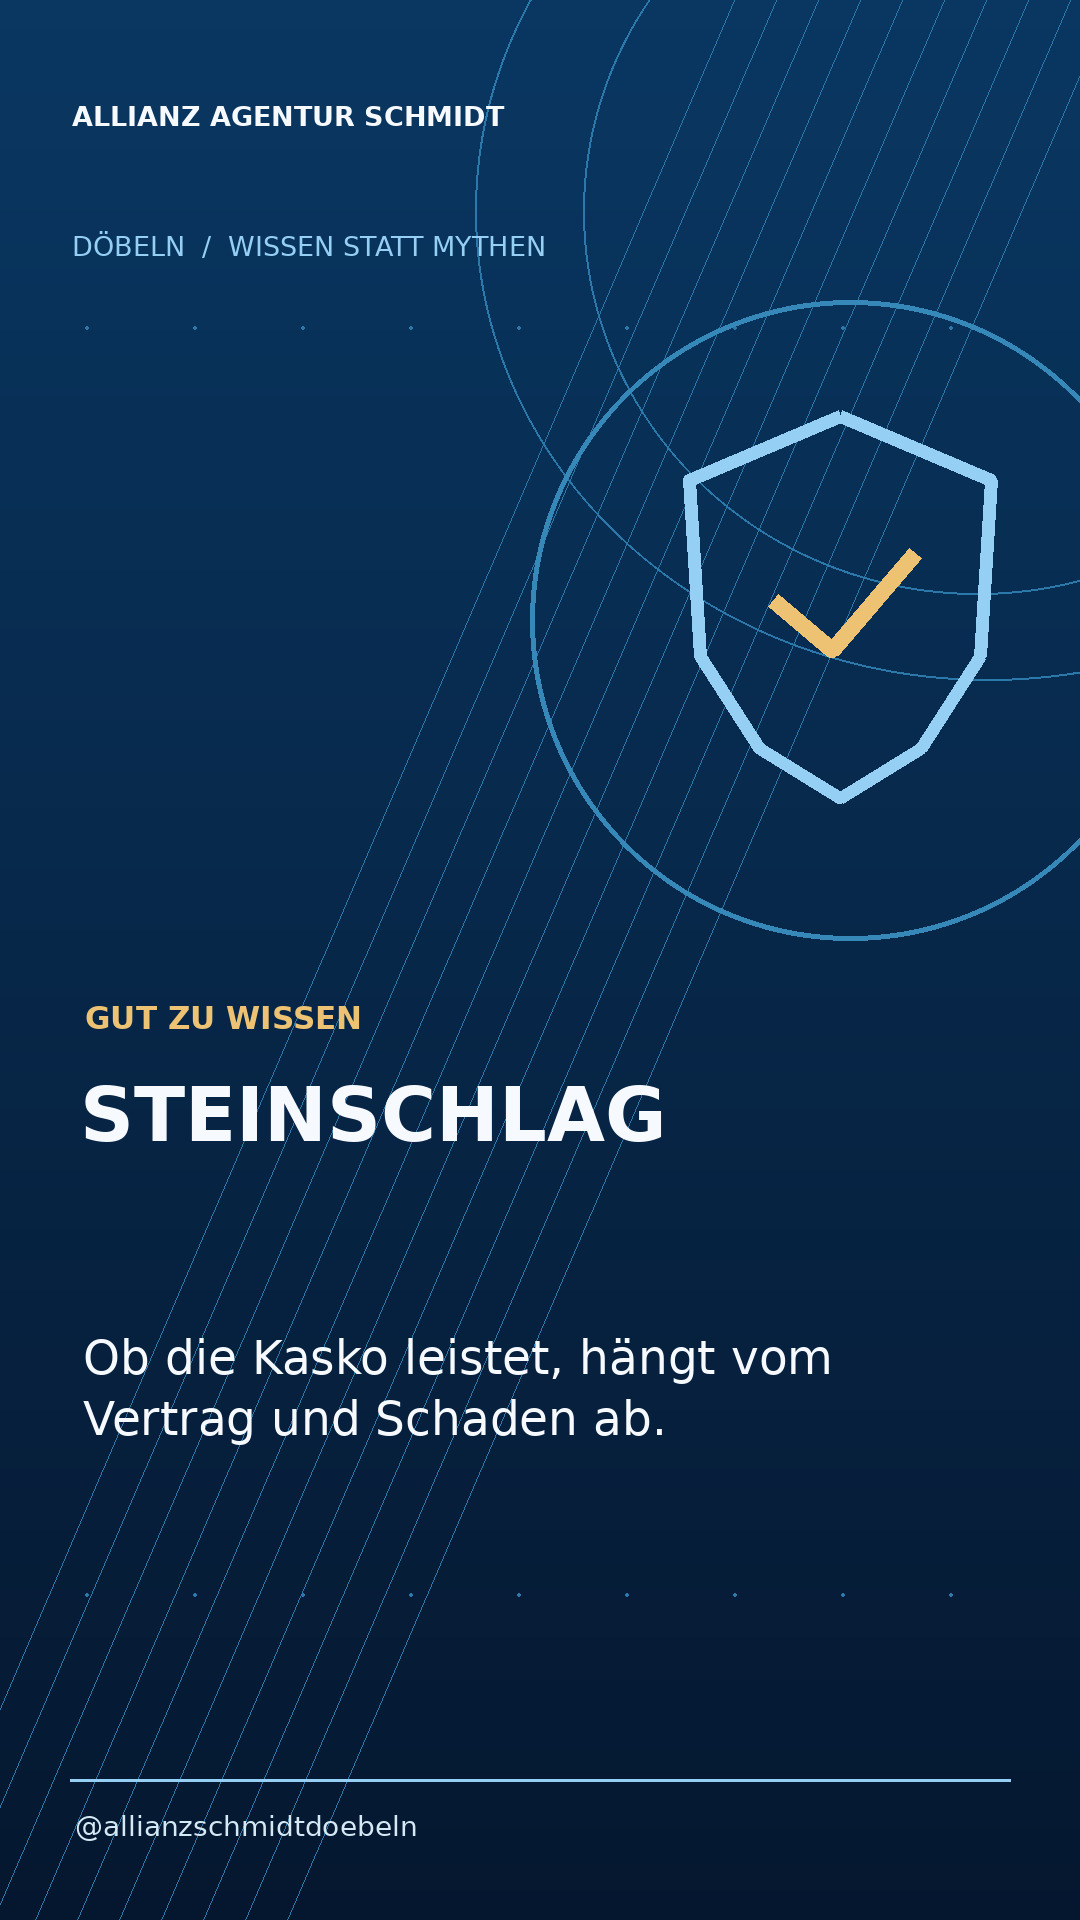 ALLIANZ AGENTUR SCHMIDT
DÖBELN / WISSEN STATT MYTHEN
GUT ZU WISSEN
STEINSCHLAG
Ob die Kasko leistet, hängt vom
Vertrag und Schaden ab.
@allianzschmidtdoebeln